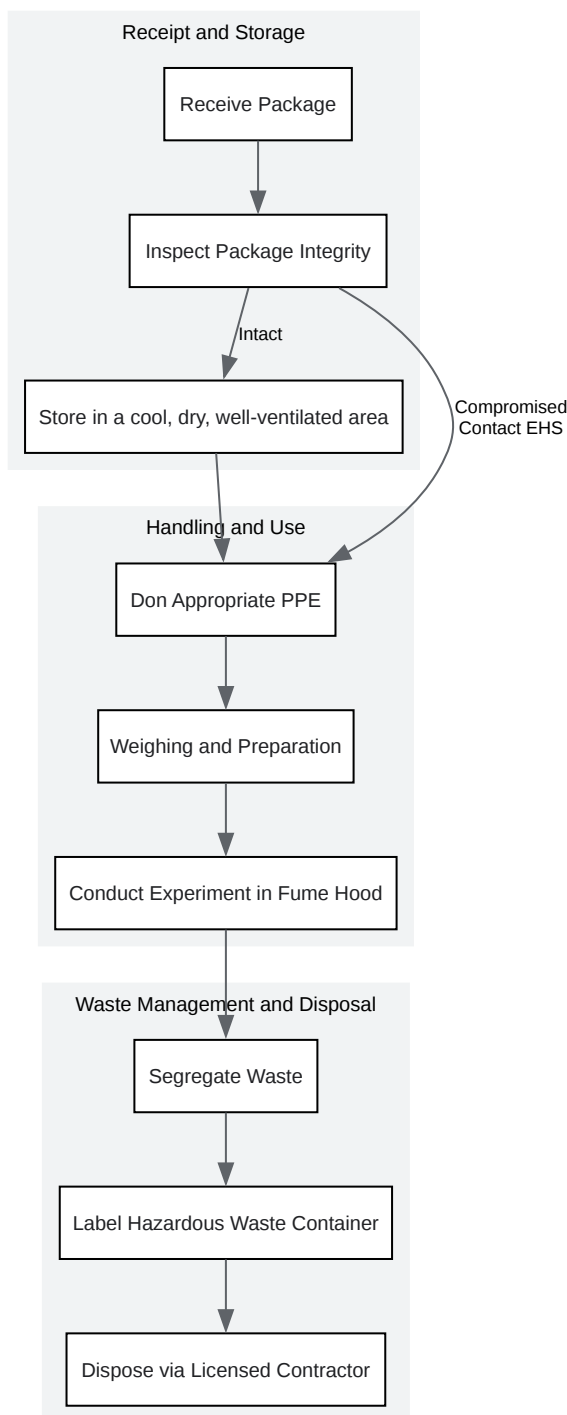 Receipt and Storage
Receive Package
Inspect Package Integrity
Intact
Store in a cool, dry, well-ventilated area
Compromised
Contact EHS
Handling and Use
Don Appropriate PPE
Weighing and Preparation
Conduct Experiment in Fume Hood
Waste Management and Disposal
Segregate Waste
Label Hazardous Waste Container
Dispose via Licensed Contractor